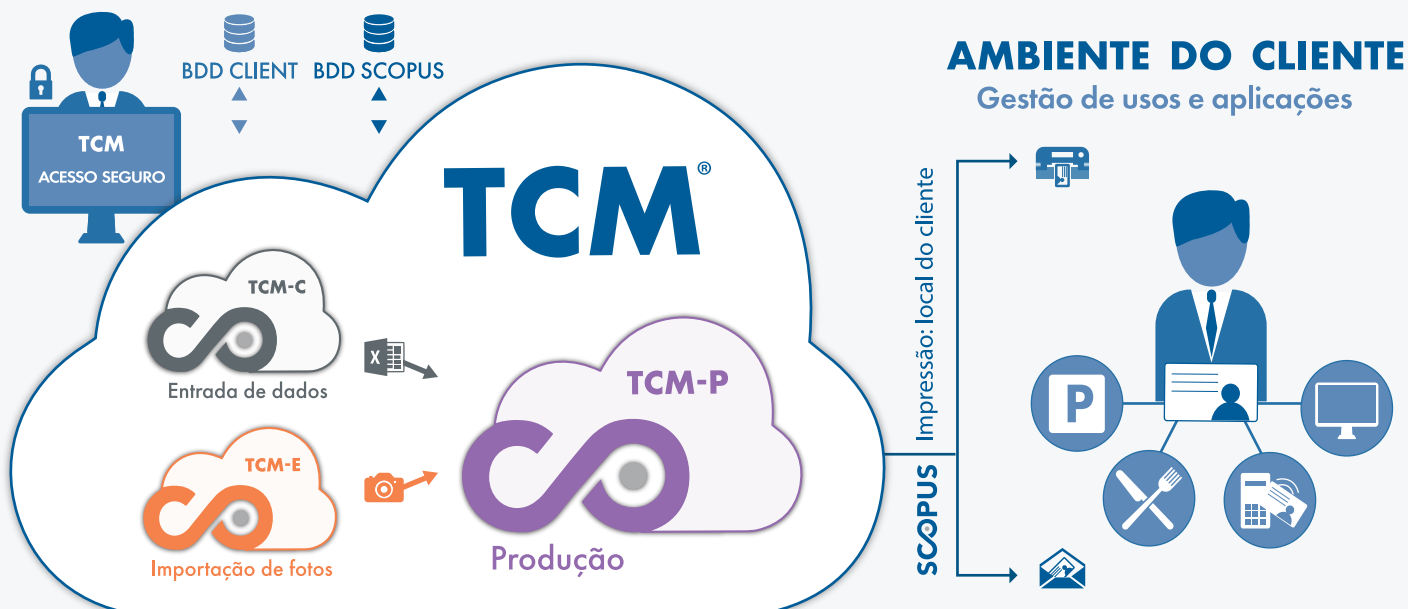 BDD CLIENT
BDD SCOPUS
TCM
ACESSO SEGURO
TCM®
TCM-C
Entrada de dados
X
TCM-E
Importação de fotos
TCM-P
Produção
AMBIENTE DO CLIENTE
Gestão de usos e aplicações
Impressão: local do cliente
SCOPUS
P